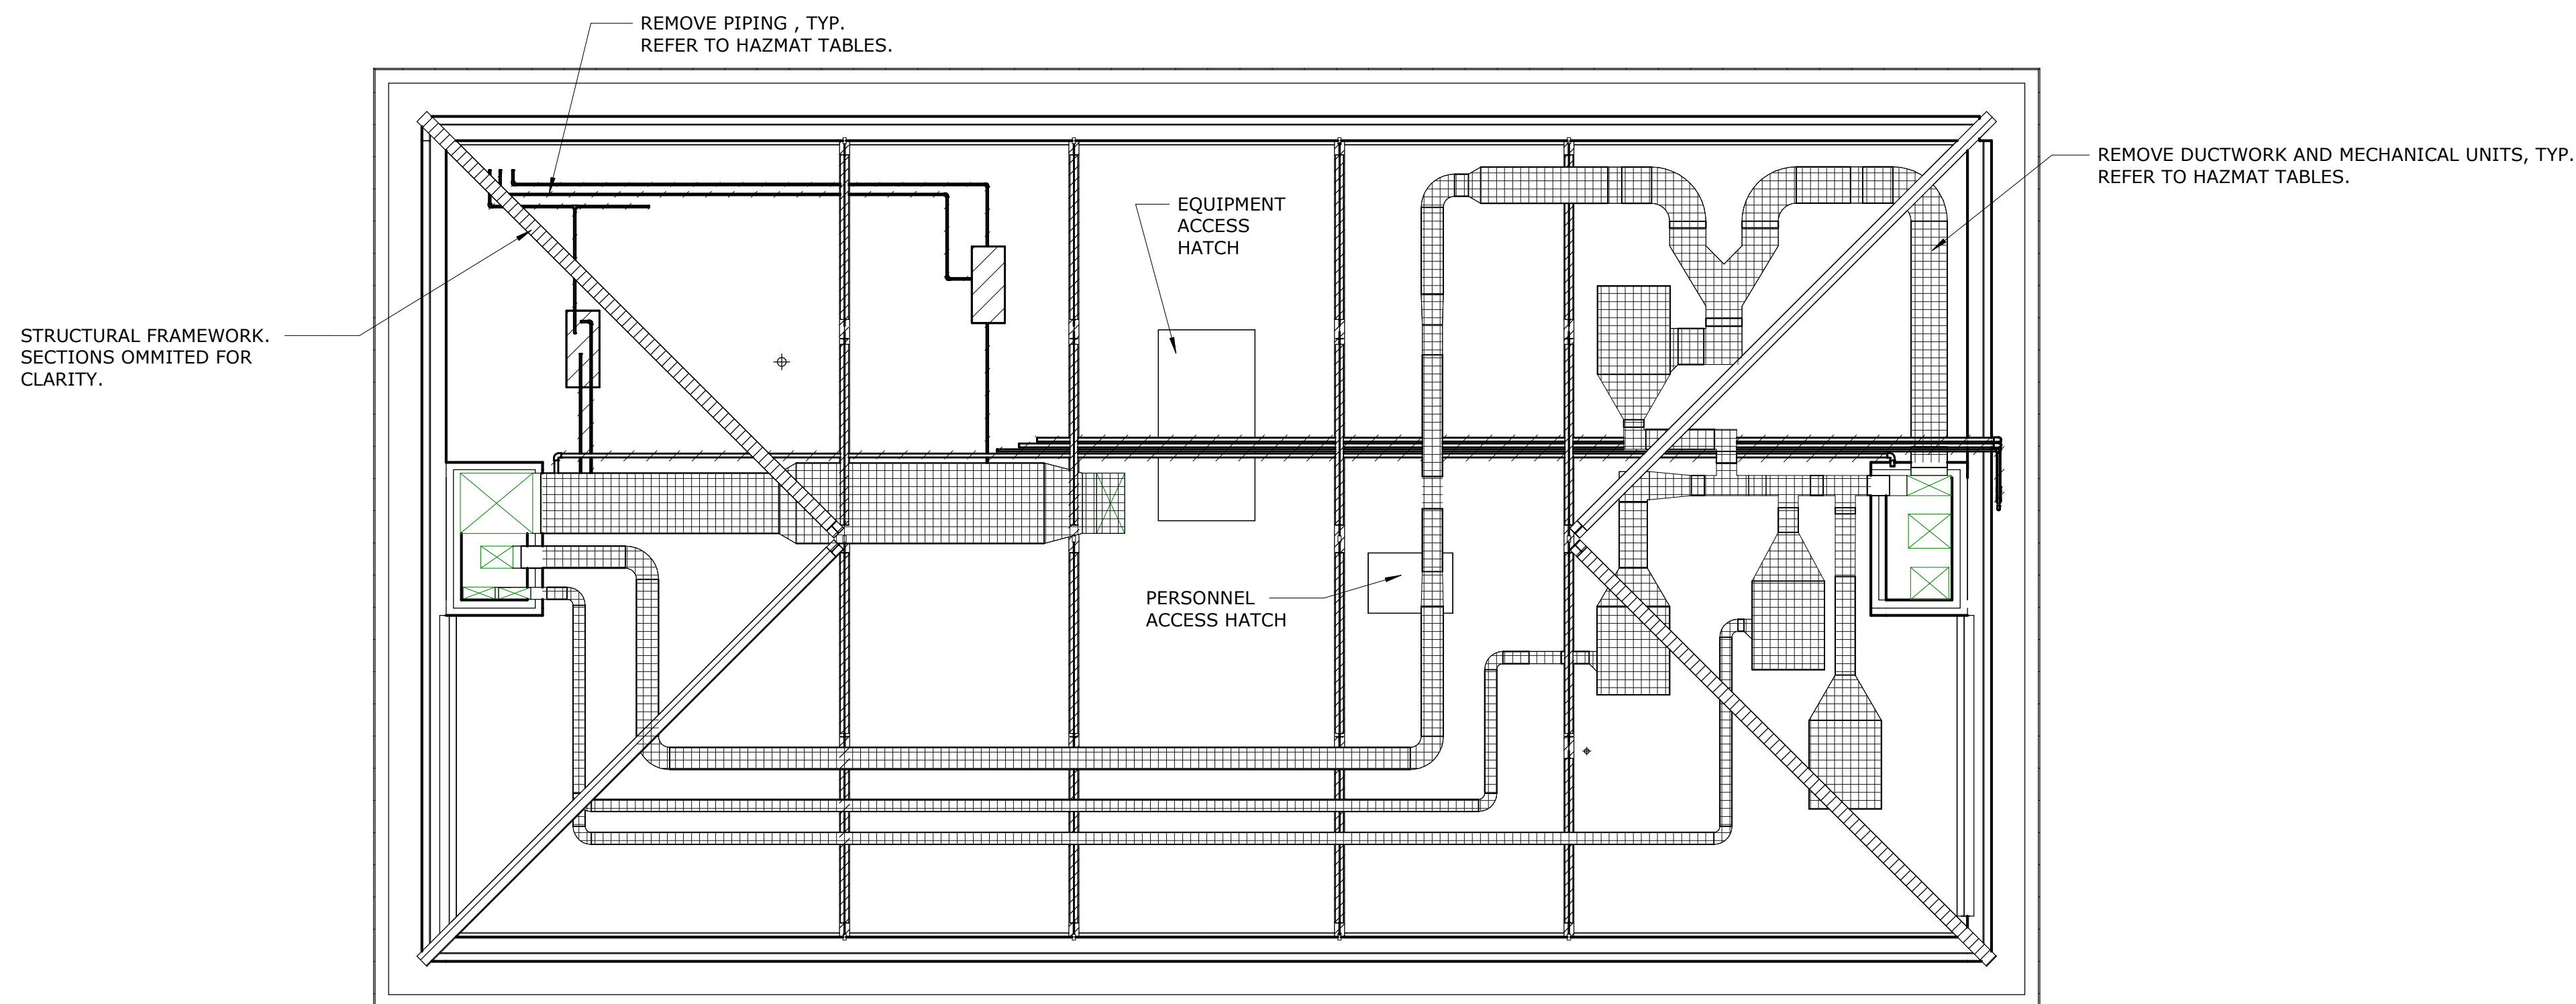 REMOVE PIPING , TYP.
REFER TO HAZMAT TABLES.
REMOVE DUCTWORK AND MECHANICAL UNITS, TYP.
REFER TO HAZMAT TABLES.
EQUIPMENT
ACCESS
HATCH
STRUCTURAL FRAMEWORK.
SECTIONS OMMITED FOR
CLARITY.
PERSONNEL
ACCESS HATCH